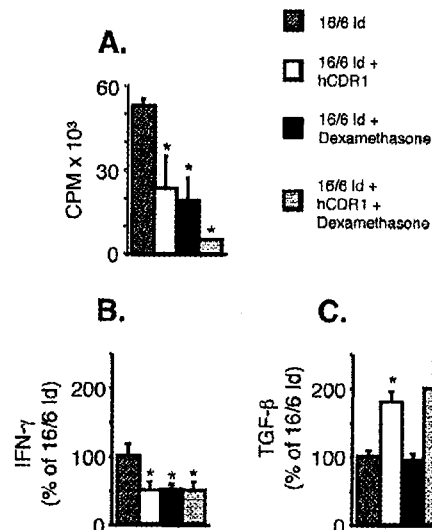 A.
60
30
0
CPM x 10³
*
*
*
16/6 Id
16/6 Id +
hCDR1
16/6 Id +
Dexamethasone
16/6 Id +
hCDR1 +
Dexamethasone
B.
200
100
0
IFN-γ
(% of 16/6 Id)
*
*
*
C.
200
100
0
TGF-β
(% of 16/6 Id)
*